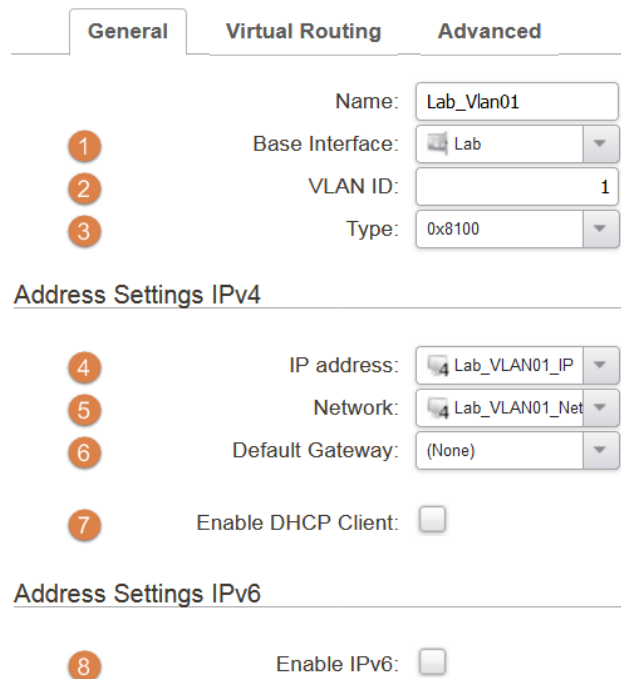 General Virtual Routing Advanced
Name: Lab_Vlan01
1 Base Interface: Lab
2 VLAN ID: 1
3 Type: 0x8100
Address Settings IPv4
4 IP address: 4 Lab_VLAN01_IP
5 Network: 4 Lab_VLAN01_Net
6 Default Gateway: (None)
7 Enable DHCP Client:
Address Settings IPv6
8 Enable IPv6: